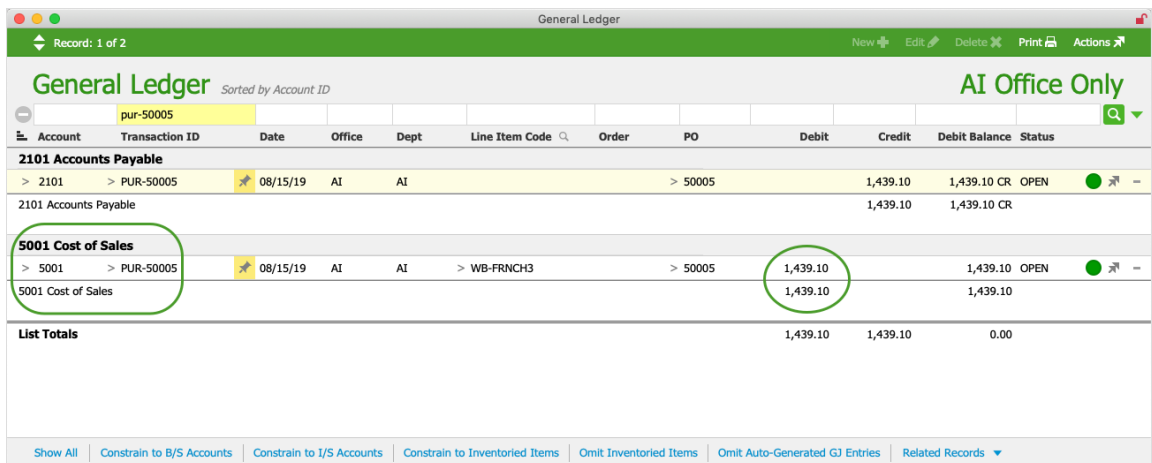 General Ledger
Record: 1 of 2 New Edit Delete Print Actions
General Ledger Sorted by Account ID AI Office Only
pur-50005
Account Transaction ID Date Office Dept Line Item Code Order PO Debit Credit Debit Balance Status
2101 Accounts Payable
> 2101 > PUR-50005 08/15/19 AI AI > 50005 1,439.10 1,439.10 CR OPEN
2101 Accounts Payable 1,439.10 1,439.10 CR
5001 Cost of Sales
> 5001 > PUR-50005 08/15/19 AI AI > WB-FRNCH3 > 50005 1,439.10 1,439.10 OPEN
5001 Cost of Sales 1,439.10 1,439.10
List Totals 1,439.10 1,439.10 0.00
Show All Constrain to B/S Accounts Constrain to I/S Accounts Constrain to Inventoried Items Omit Inventoried Items Omit Auto-Generated GJ Entries Related Records